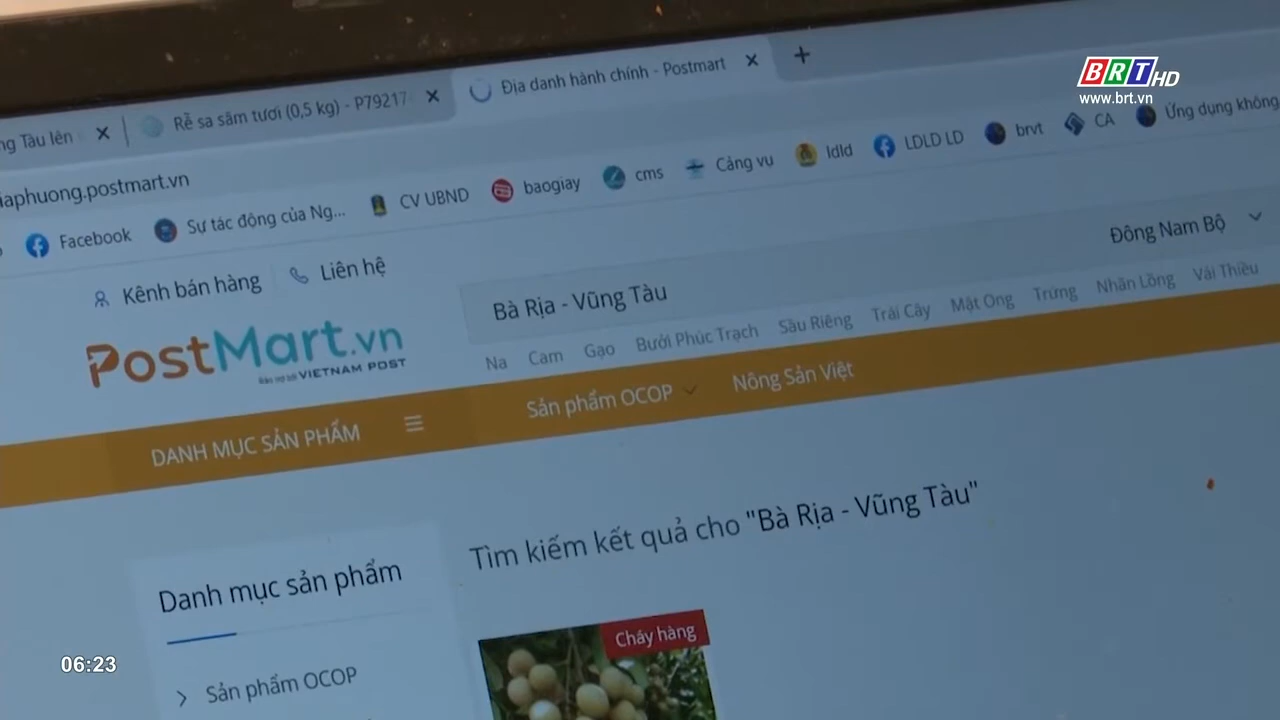 BRT HD
www.brt.vn
ng Tàu lên
Rễ sa sâm tươi (0,5 kg) - P79217
Địa danh hành chính - Postmart
iaphuong.postmart.vn
Facebook
Sự tác động của Ng...
CV UBND
baogiay
cms
Cảng vụ
ldld
LDLD LD
brvt
CA
Ứng dụng không
Kênh bán hàng
Liên hệ
Bà Rịa - Vũng Tàu
Đông Nam Bộ
PostMart.vn
VIETNAM POST
Na Cam Gạo Bưởi Phúc Trạch Sầu Riêng Trái Cây Mật Ong Trứng Nhãn Lồng Vải Thiều
DANH MỤC SẢN PHẨM
Sản phẩm OCOP
Nông Sản Việt
Tìm kiếm kết quả cho "Bà Rịa - Vũng Tàu"
Danh mục sản phẩm
Sản phẩm OCOP
Cháy hàng
06:23